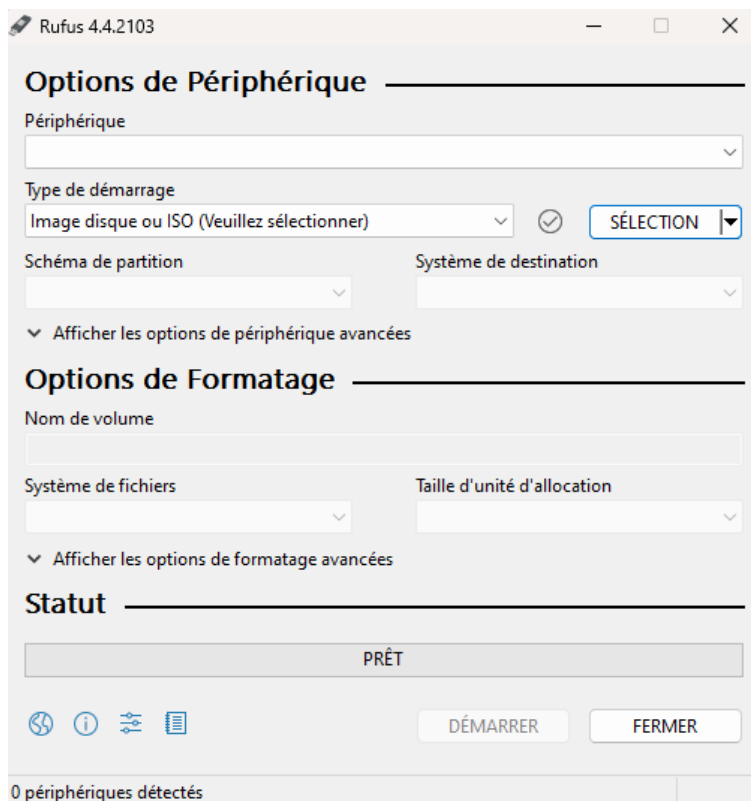 Rufus 4.4.2103
Options de Périphérique
Périphérique
Type de démarrage
Image disque ou ISO (Veuillez sélectionner)
SÉLECTION
Schéma de partition
Système de destination
Afficher les options de périphérique avancées
Options de Formatage
Nom de volume
Système de fichiers
Taille d'unité d'allocation
Afficher les options de formatage avancées
Statut
PRÊT
DÉMARRER
FERMER
0 périphériques détectés